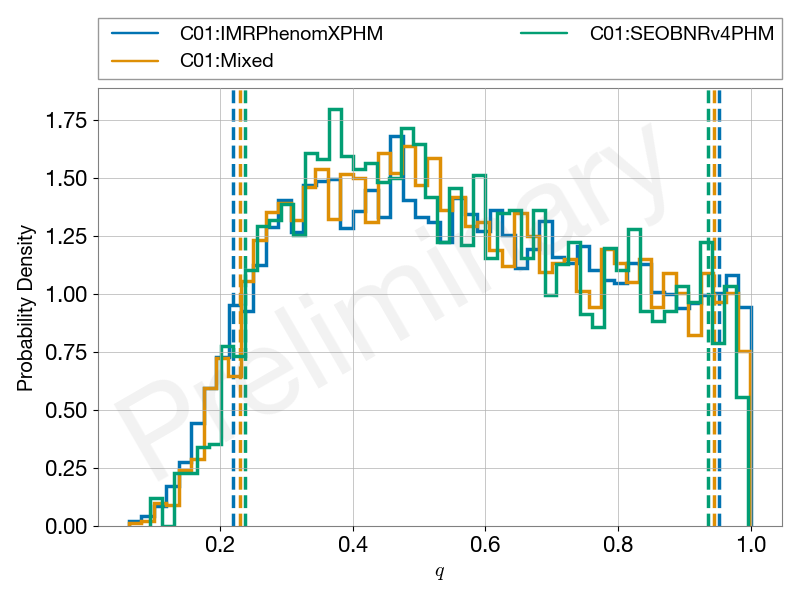 C01:IMRPhenomXPHM
C01:Mixed
C01:SEOBNRv4PHM
Probability Density
1.75
1.50
1.25
1.00
0.75
0.50
0.25
0.00
Preliminary
0.2 0.4 0.6 0.8 1.0
q